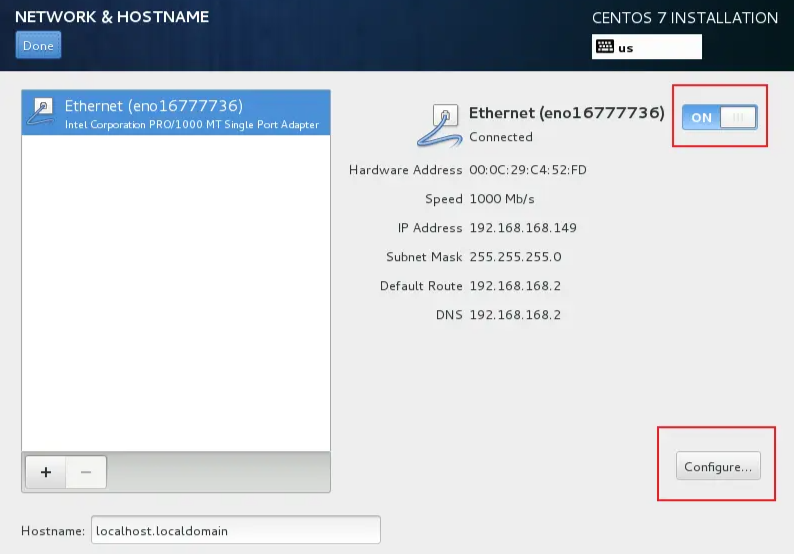 NETWORK & HOSTNAME
CENTOS 7 INSTALLATION
Done
us
Ethernet (eno16777736)
Intel Corporation PRO/1000 MT Single Port Adapter
Ethernet (eno16777736)
Connected
ON
Hardware Address 00:0C:29:C4:52:FD
Speed 1000 Mb/s
IP Address 192.168.168.149
Subnet Mask 255.255.255.0
Default Route 192.168.168.2
DNS 192.168.168.2
+ −
Configure...
Hostname: localhost.localdomain